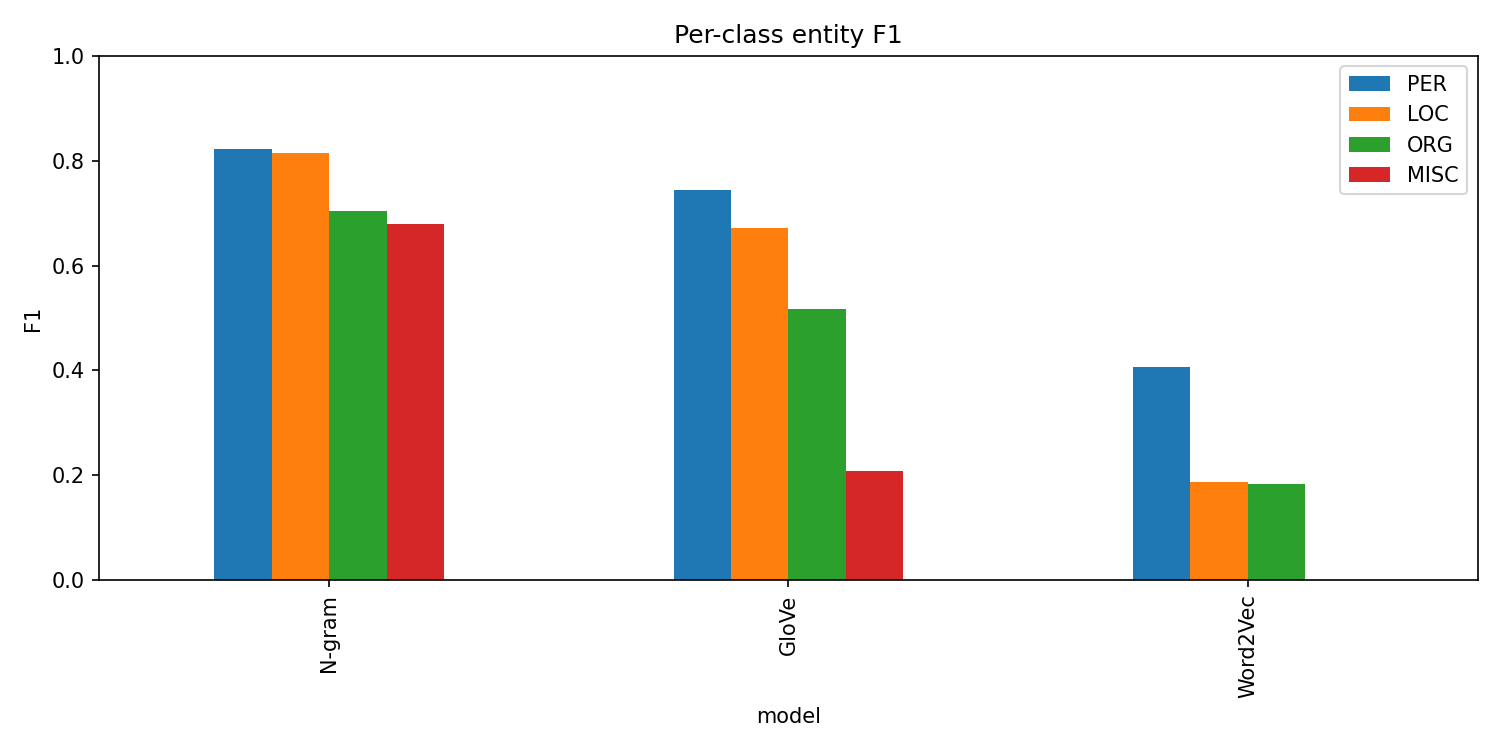 Per-class entity F1
1.0
0.8
0.6
0.4
0.2
0.0
F1
PER
LOC
ORG
MISC
N-gram
GloVe
Word2Vec
model